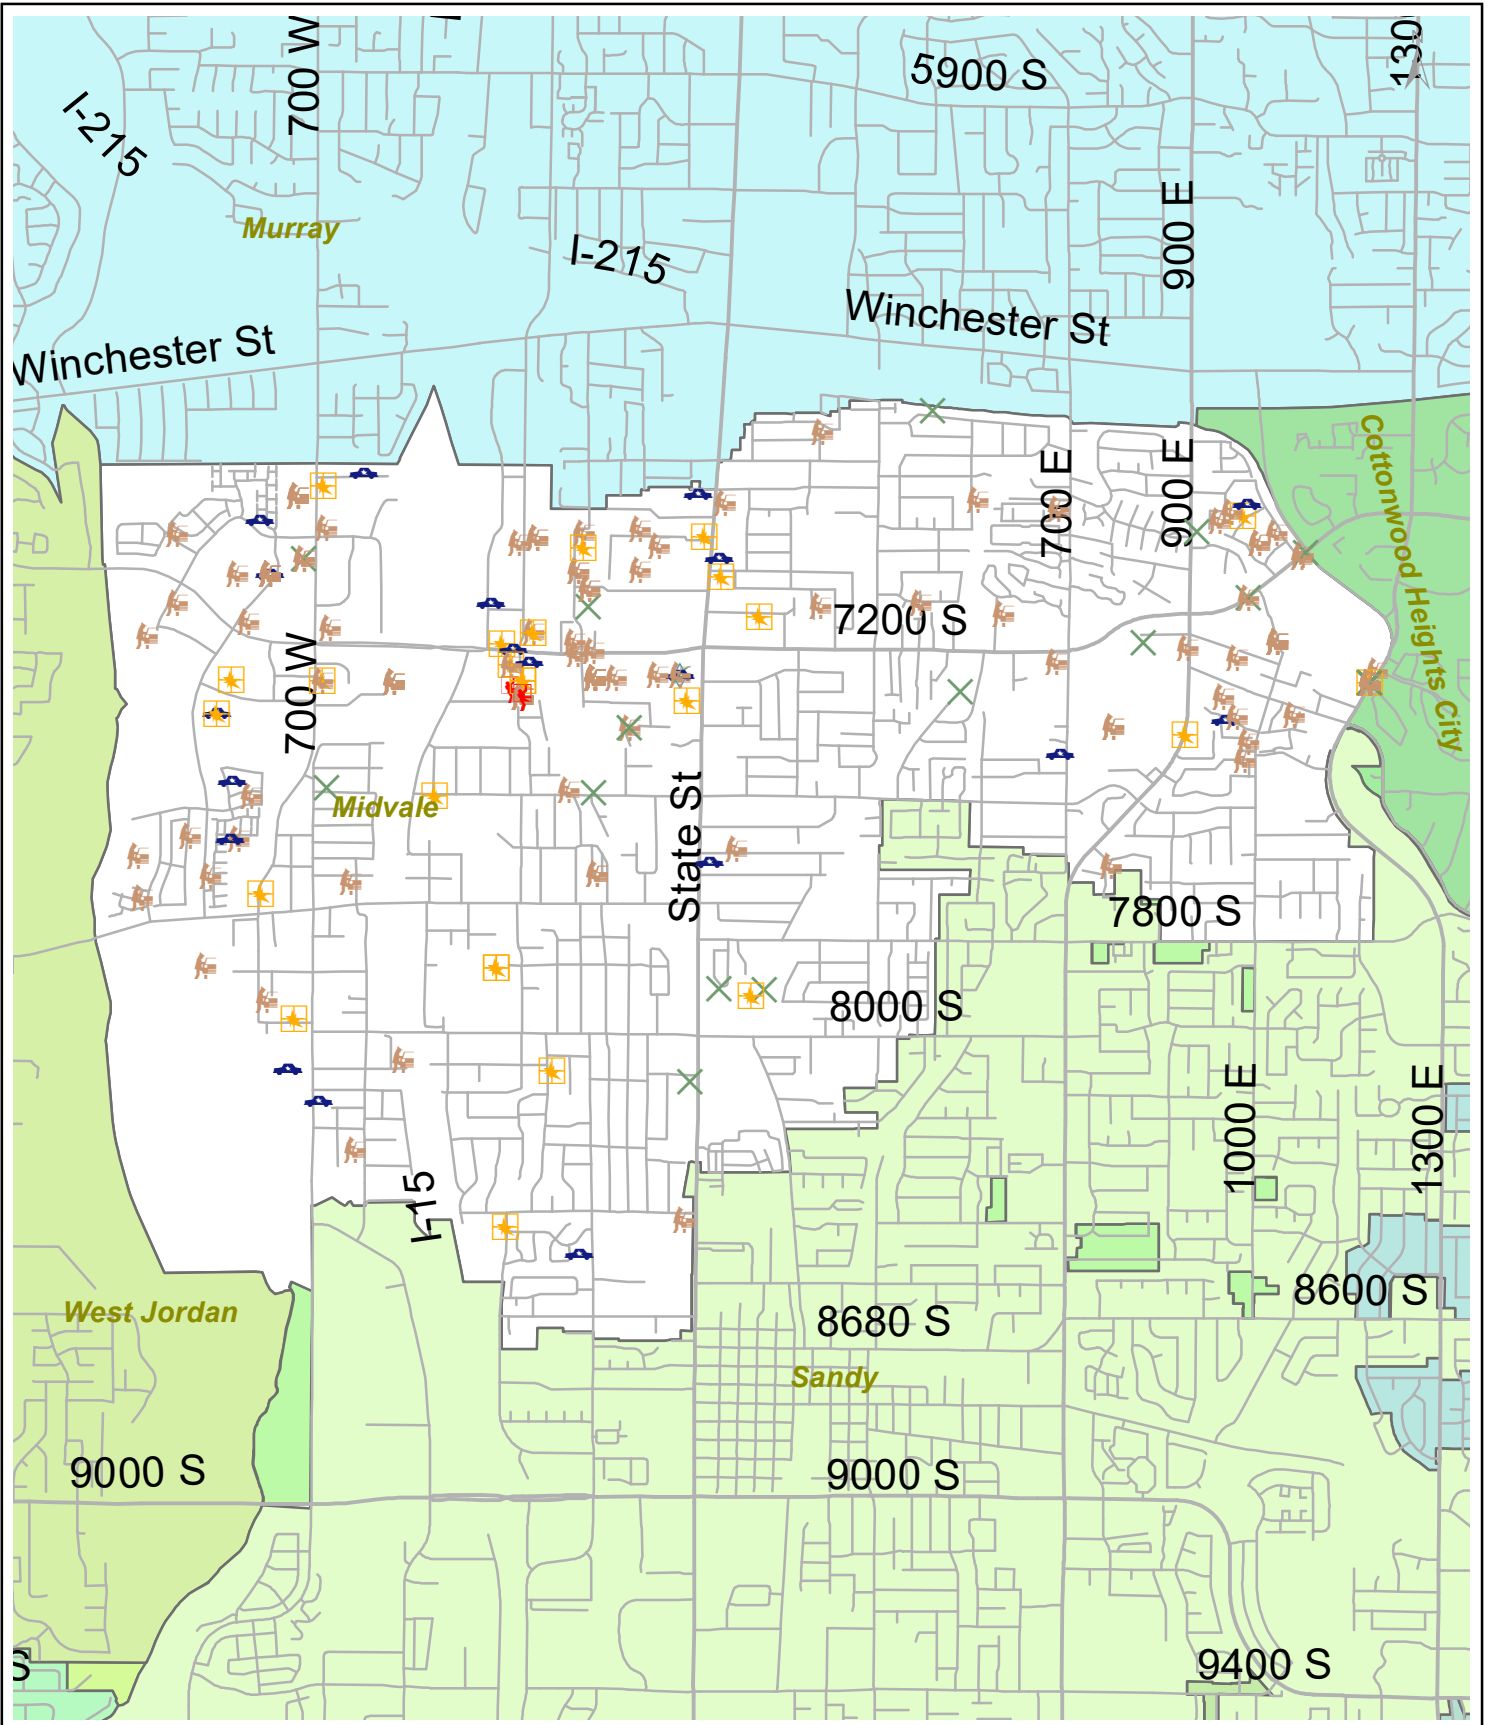 700 W
5900 S
130
I-215
900 E
Murray
I-215
Winchester St
Winchester St
Cottonwood Heights City
900 E
700 E
7200 S
700 W
Midvale
State St
7800 S
8000 S
1000 E
1300 E
I-15
8600 S
West Jordan
8680 S
Sandy
9000 S
9000 S
9400 S
S